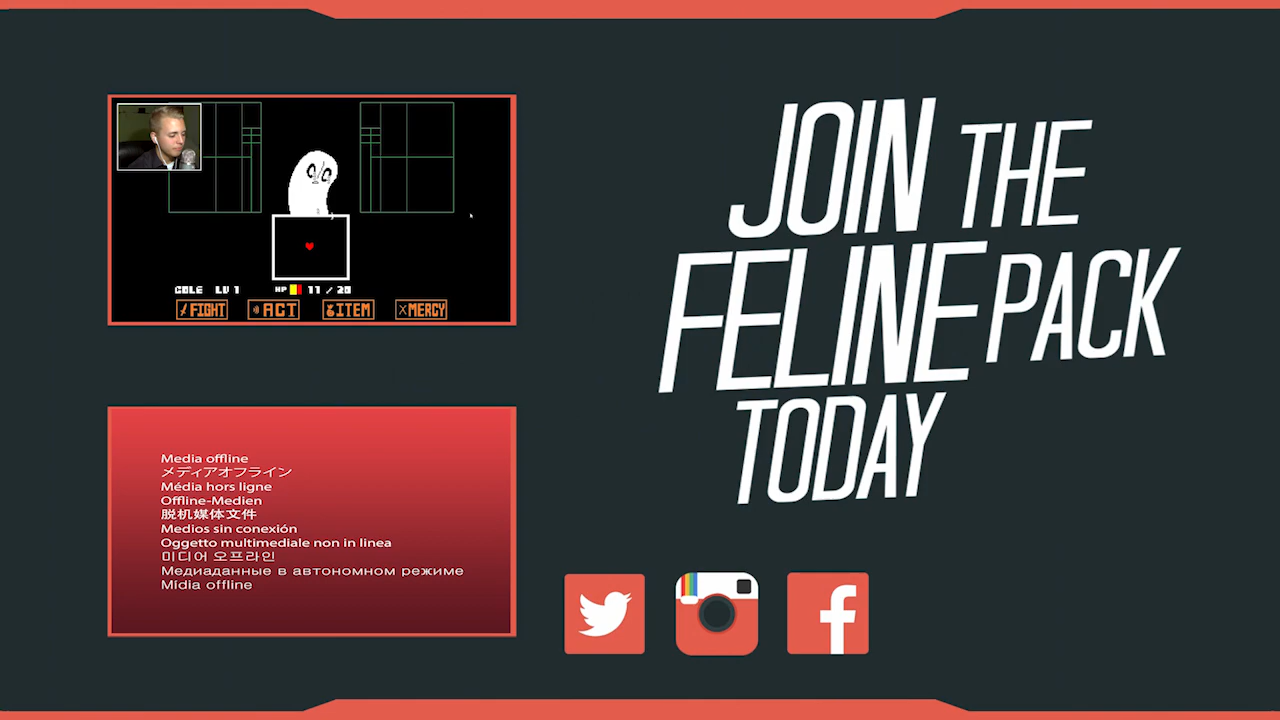 COLE LV 1 HP 11 / 20
FIGHT ACT ITEM MERCY
Media offline
メディアオフライン
Média hors ligne
Offline-Medien
脱机媒体文件
Medios sin conexión
Oggetto multimediale non in linea
미디어 오프라인
Медиаданные в автономном режиме
Mídia offline
JOIN THE
FELINE PACK
TODAY